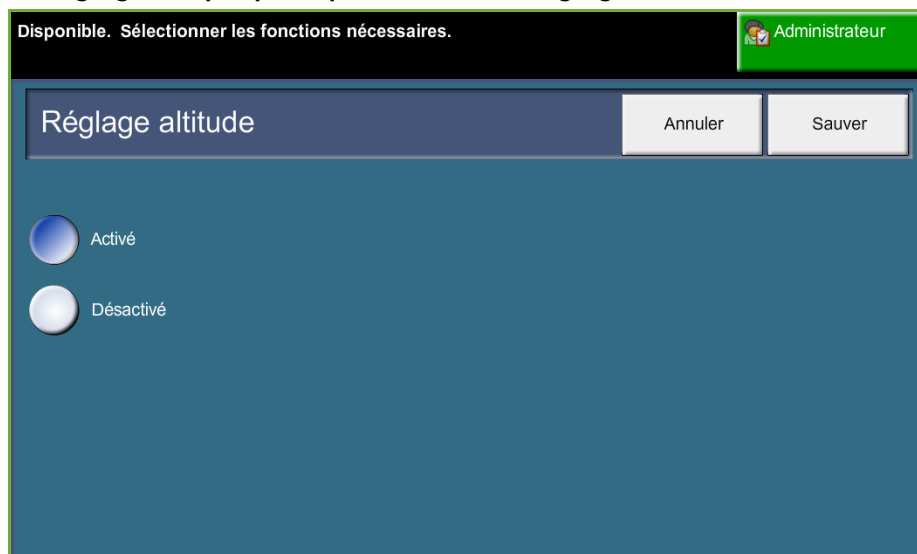 Disponible. Sélectionner les fonctions nécessaires.
Administrateur
Réglage altitude
Annuler
Sauver
Activé
Désactivé